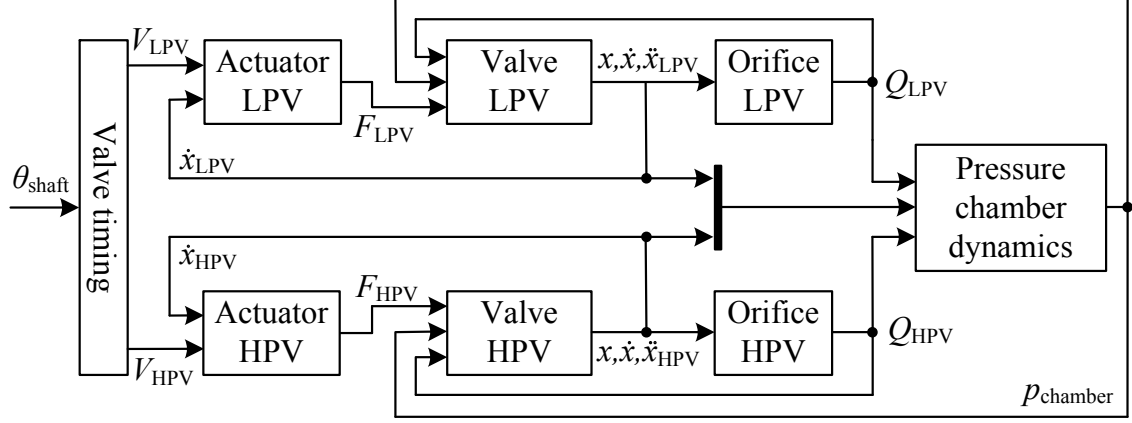 V_LPV
Actuator
LPV
F_LPV
Valve
LPV
x,ẋ,ẍ_LPV
Orifice
LPV
Q_LPV
ẋ_LPV
θ_shaft
Valve timing
Pressure
chamber
dynamics
ẋ_HPV
Actuator
HPV
F_HPV
Valve
HPV
x,ẋ,ẍ_HPV
Orifice
HPV
Q_HPV
V_HPV
p_chamber